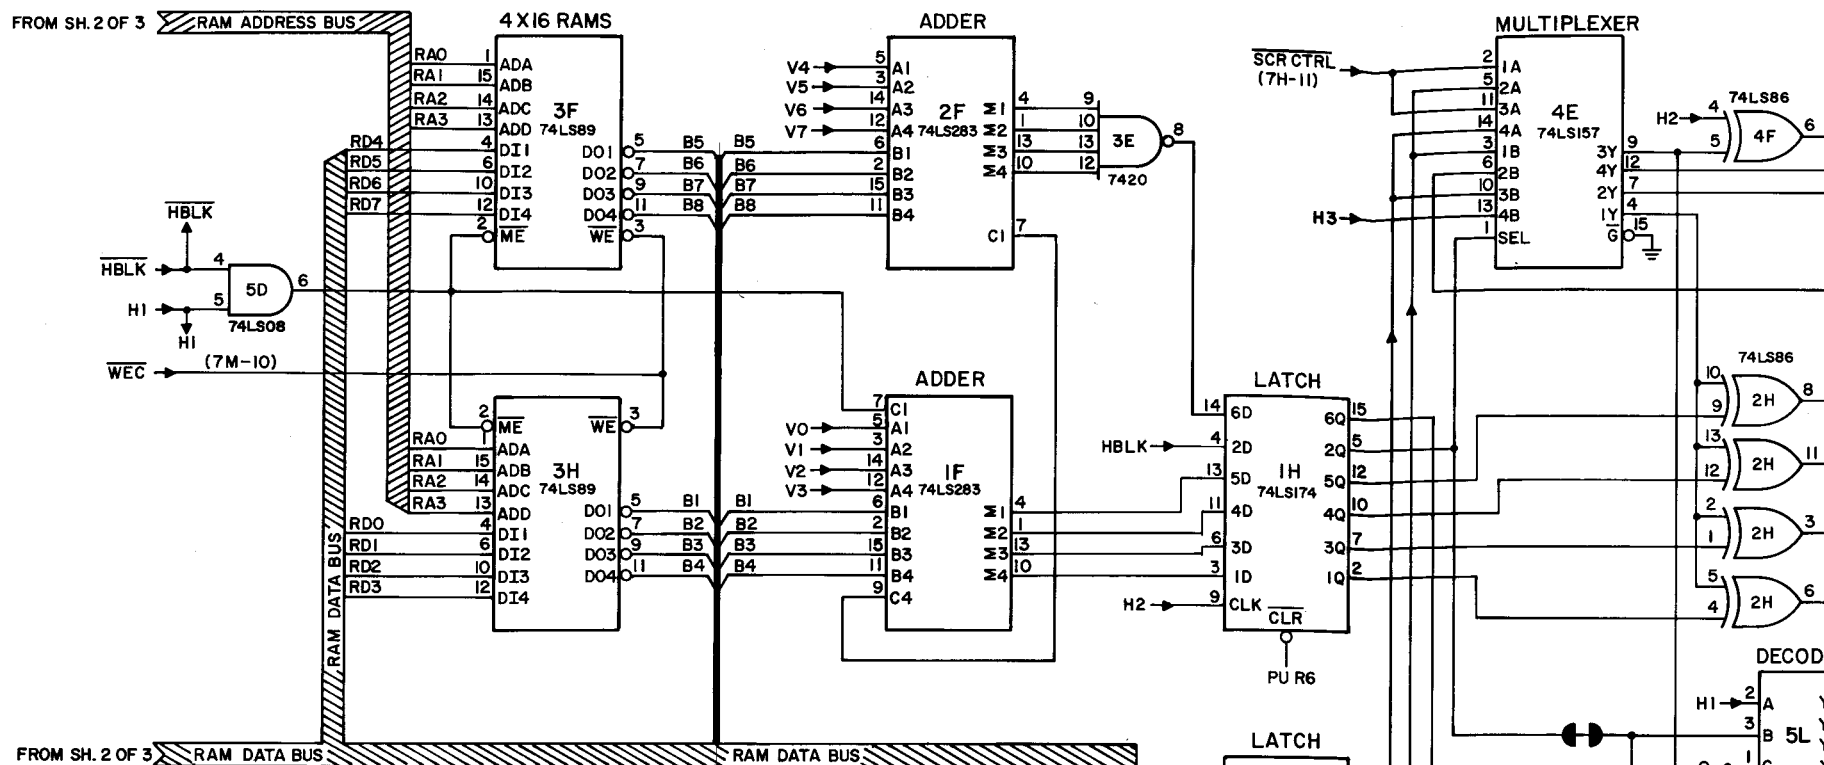 FROM SH. 2 OF 3
RAM ADDRESS BUS
4X16 RAMS
ADDER
MULTIPLEXER
RA0 1 ADA
RA1 15 ADB
RA2 14 ADC
RA3 13 ADD
RD4 4 DI1
RD5 6 DI2
RD6 10 DI3
RD7 12 DI4
2 ME
3F
74LS89
DO1 5 B5
DO2 7 B6
DO3 9 B7
DO4 11 B8
WE 3
B5
B6
B7
B8
V4 5 A1
V5 3 A2
V6 14 A3
V7 12 A4
6 B1
2 B2
15 B3
11 B4
2F
74LS283
M1 4
M2 1
M3 13
M4 10
C1 7
9
10
13
12
3E
8
7420
SCR CTRL
(7H-11)
2 1A
5 2A
11 3A
14 4A
3 1B
6 2B
10 3B
H3 13 4B
1 SEL
4E
74LS157
3Y 9
4Y 12
2Y 7
1Y 4
G 15
74LS86
H2 4
5
4F
6
HBLK
HBLK 4
H1 5
5D
6
74LS08
H1
WEC (7M-10)
2 ME
WE 3
RA0 1 ADA
RA1 15 ADB
RA2 14 ADC
RA3 13 ADD
RD0 4 DI1
RD1 6 DI2
RD2 10 DI3
RD3 12 DI4
3H
74LS89
DO1 5 B1
DO2 7 B2
DO3 9 B3
DO4 11 B4
B1
B2
B3
B4
ADDER
7 C1
V0 5 A1
V1 3 A2
V2 14 A3
V3 12 A4
6 B1
2 B2
15 B3
11 B4
9 C4
1F
74LS283
M1 4
M2 1
M3 13
M4 10
LATCH
14 6D
HBLK 4 2D
13 5D
11 4D
6 3D
3 1D
H2 9 CLK
CLR
1H
74LS174
6Q 15
2Q 5
5Q 12
4Q 10
3Q 7
1Q 2
PU R6
74LS86
10
9
2H
8
13
12
2H
11
2
1
2H
3
5
4
2H
6
DECOD
H1 2 A
3 B
1
5L
Y
Y
Y
Y
RAM DATA BUS
FROM SH. 2 OF 3
RAM DATA BUS
RAM DATA BUS
LATCH